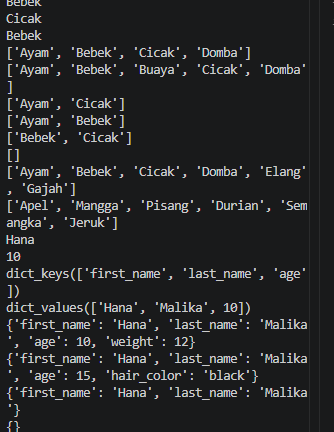 Bebek
Cicak
Bebek
['Ayam', 'Bebek', 'Cicak', 'Domba']
['Ayam', 'Bebek', 'Buaya', 'Cicak', 'Domba'
]
['Ayam', 'Cicak']
['Ayam', 'Bebek']
['Bebek', 'Cicak']
[]
['Ayam', 'Bebek', 'Cicak', 'Domba', 'Elang'
, 'Gajah']
['Apel', 'Mangga', 'Pisang', 'Durian', 'Sem
angka', 'Jeruk']
Hana
10
dict_keys(['first_name', 'last_name', 'age'
])
dict_values(['Hana', 'Malika', 10])
{'first_name': 'Hana', 'last_name': 'Malika
', 'age': 10, 'weight': 12}
{'first_name': 'Hana', 'last_name': 'Malika
', 'age': 15, 'hair_color': 'black'}
{'first_name': 'Hana', 'last_name': 'Malika
'}
{}